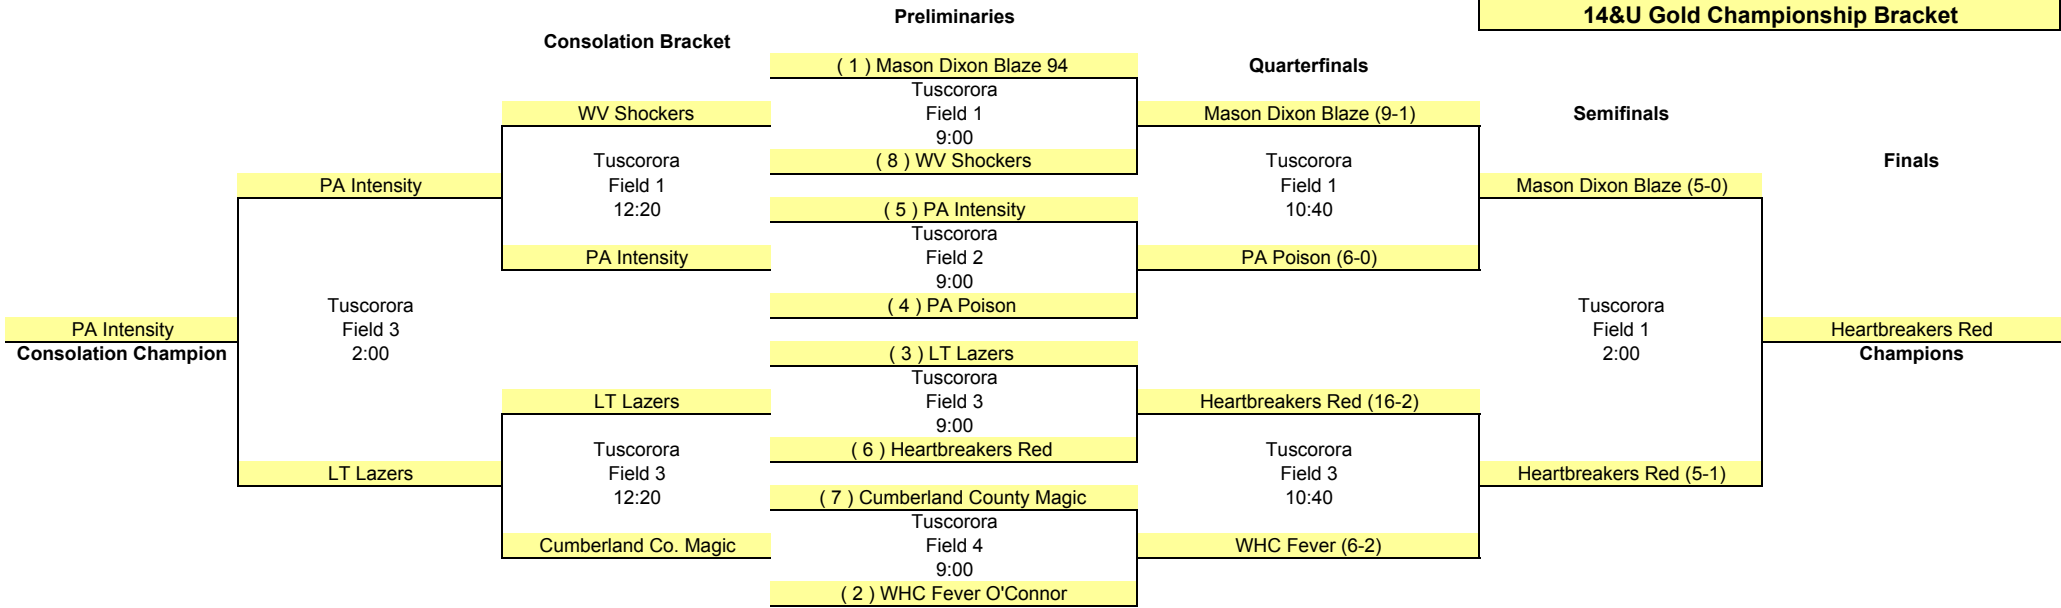 Preliminaries
14&U Gold Championship Bracket
Consolation Bracket
( 1 ) Mason Dixon Blaze 94
Quarterfinals
Tuscorora
WV Shockers
Field 1
Mason Dixon Blaze (9-1)
Semifinals
9:00
Tuscorora
( 8 ) WV Shockers
Tuscorora
Finals
PA Intensity
Field 1
Field 1
Mason Dixon Blaze (5-0)
12:20
( 5 ) PA Intensity
10:40
Tuscorora
PA Intensity
Field 2
PA Poison (6-0)
9:00
Tuscorora
( 4 ) PA Poison
Tuscorora
PA Intensity
Field 3
Field 1
Heartbreakers Red
Consolation Champion
2:00
( 3 ) LT Lazers
2:00
Champions
Tuscorora
LT Lazers
Field 3
Heartbreakers Red (16-2)
9:00
Tuscorora
( 6 ) Heartbreakers Red
Tuscorora
LT Lazers
Field 3
Field 3
Heartbreakers Red (5-1)
12:20
( 7 ) Cumberland County Magic
10:40
Tuscorora
Cumberland Co. Magic
Field 4
WHC Fever (6-2)
9:00
( 2 ) WHC Fever O'Connor